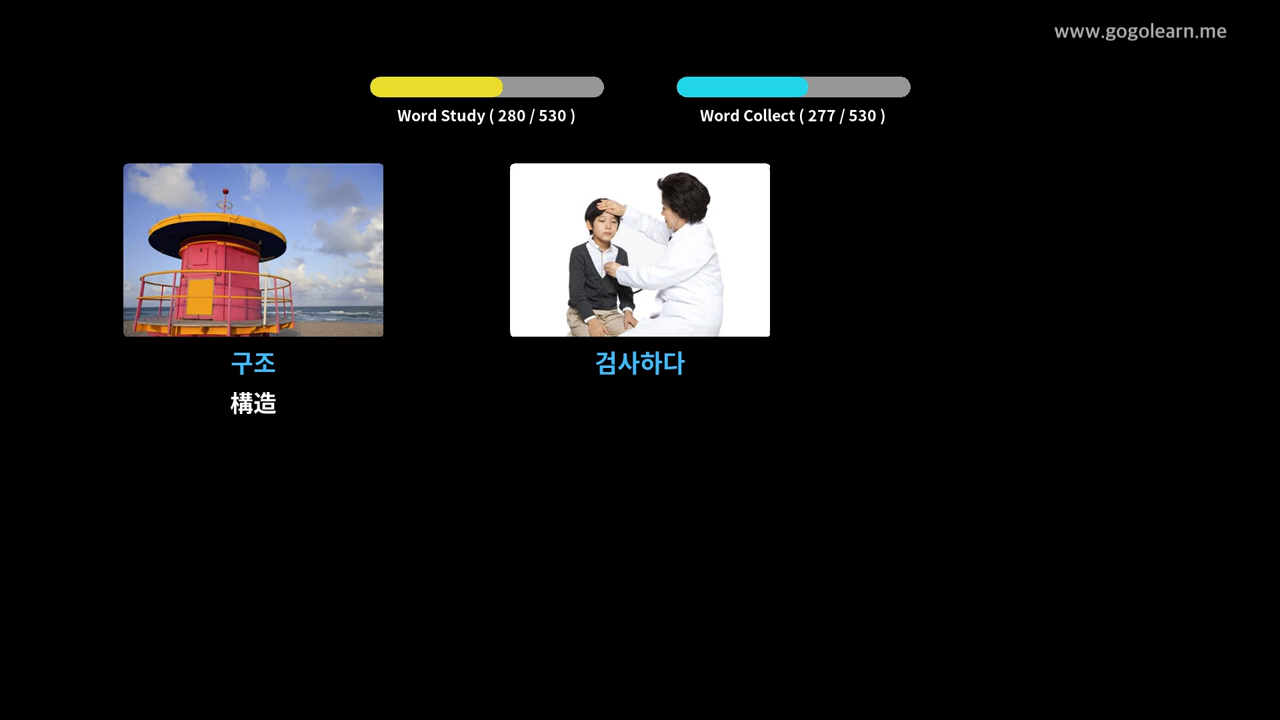 www.gogolearn.me
Word Study ( 280 / 530 )
Word Collect ( 277 / 530 )
구조
構造
검사하다